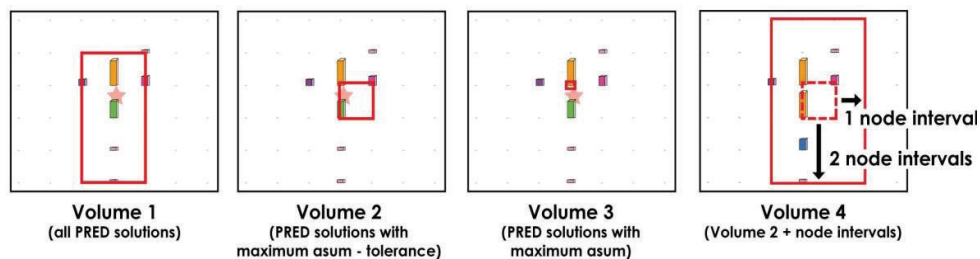 1 node interval
2 node intervals
Volume 1
(all PRED solutions)
Volume 2
(PRED solutions with
maximum asum - tolerance)
Volume 3
(PRED solutions with
maximum asum)
Volume 4
(Volume 2 + node intervals)